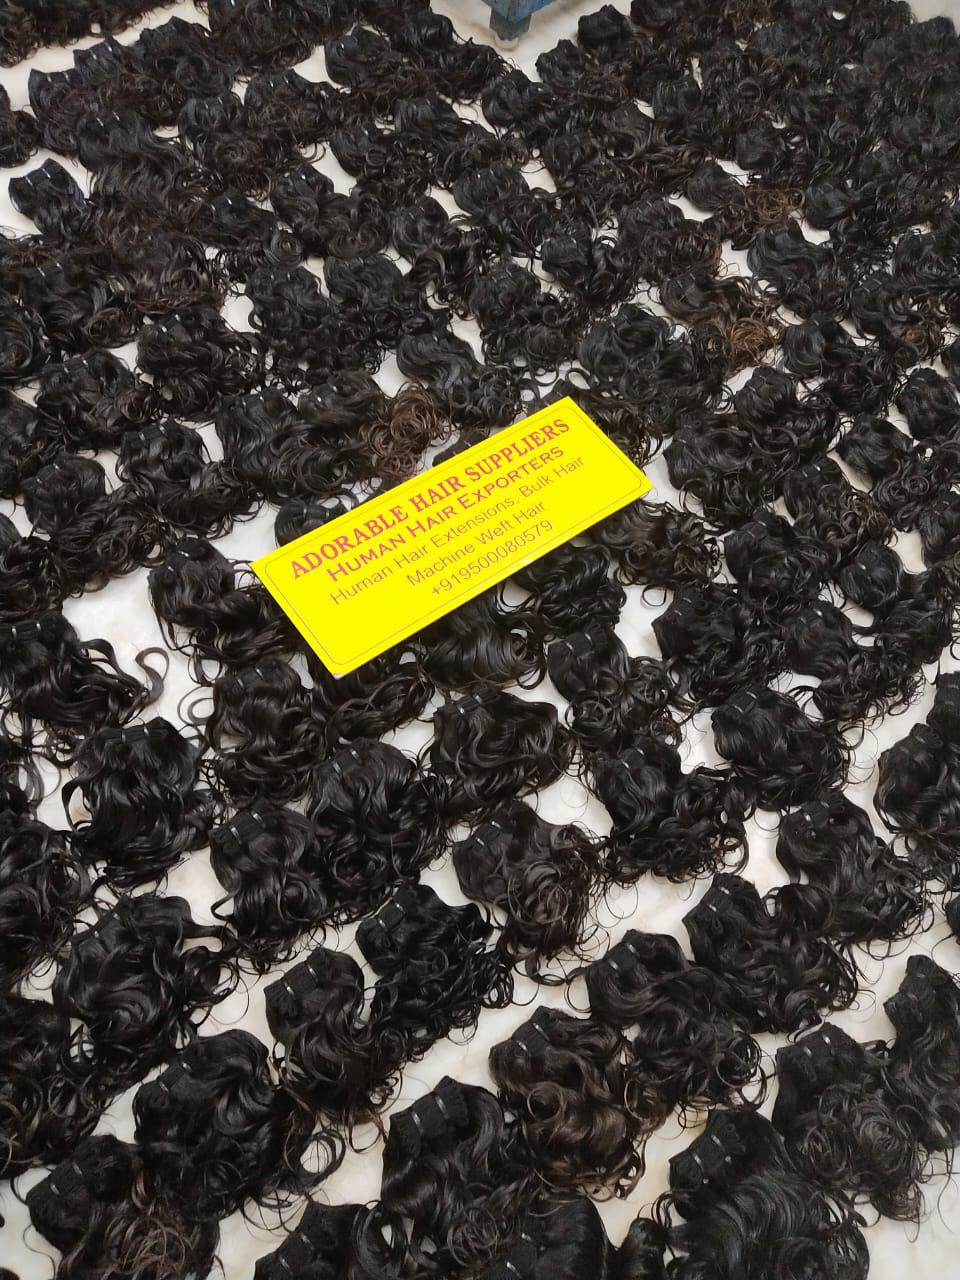 ADORABLE HAIR SUPPLIERS
HUMAN HAIR EXPORTERS
Human Hair Extensions, Bulk Hair
Machine Weft Hair
+919500080579